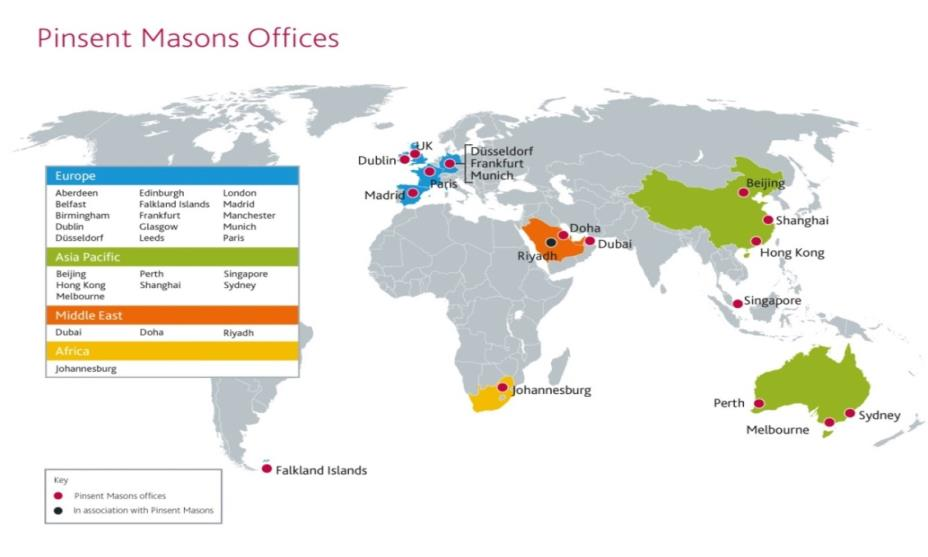 Pinsent Masons Offices
UK
Dublin
Düsseldorf
Frankfurt
Munich
Paris
Madrid
Beijing
Shanghai
Hong Kong
Doha
Dubai
Riyadh
Singapore
Johannesburg
Perth
Melbourne
Sydney
Falkland Islands
Europe
Aberdeen Edinburgh London
Belfast Falkland Islands Madrid
Birmingham Frankfurt Manchester
Dublin Glasgow Munich
Düsseldorf Leeds Paris
Asia Pacific
Beijing Perth Singapore
Hong Kong Shanghai Sydney
Melbourne
Middle East
Dubai Doha Riyadh
Africa
Johannesburg
Key
Pinsent Masons offices
In association with Pinsent Masons